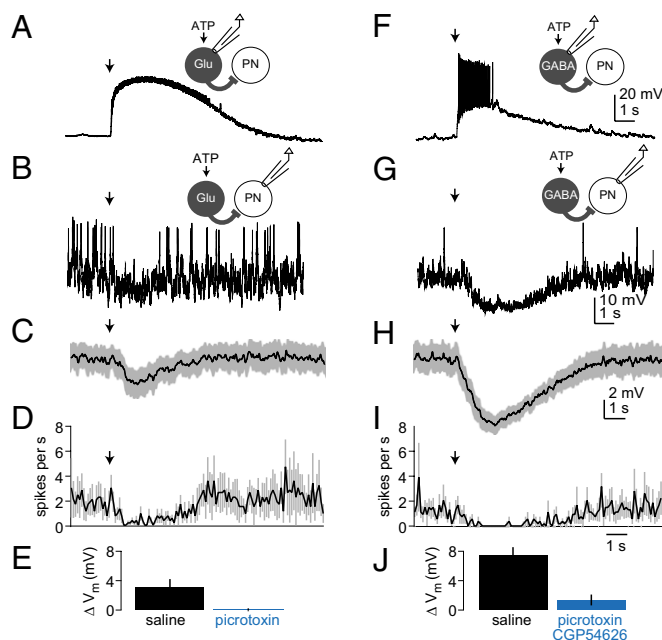 A
ATP
Glu
PN
F
ATP
GABA
PN
20 mV
1 s
B
ATP
Glu
PN
G
ATP
GABA
PN
10 mV
1 s
C
H
2 mV
1 s
D
8
6
4
2
0
spikes per s
I
8
6
4
2
0
spikes per s
1 s
E
8
4
0
Δ Vm (mV)
saline
picrotoxin
J
8
4
0
Δ Vm (mV)
saline
picrotoxin
CGP54626